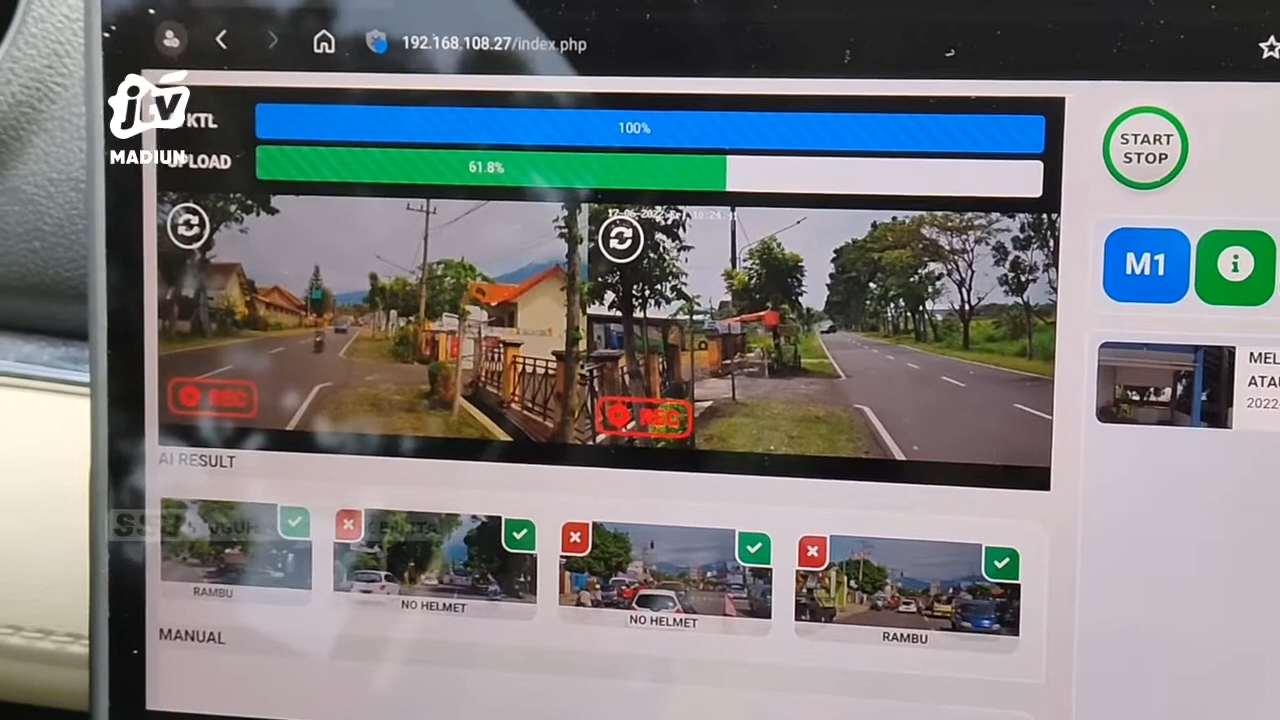 192.168.108.27/index.php
jtv
MADIUN
KTL
100%
UPLOAD
61.8%
START
STOP
M1
i
REC
REC
MEL
ATAU
2022-
AI RESULT
RAMBU
NO HELMET
NO HELMET
RAMBU
MANUAL